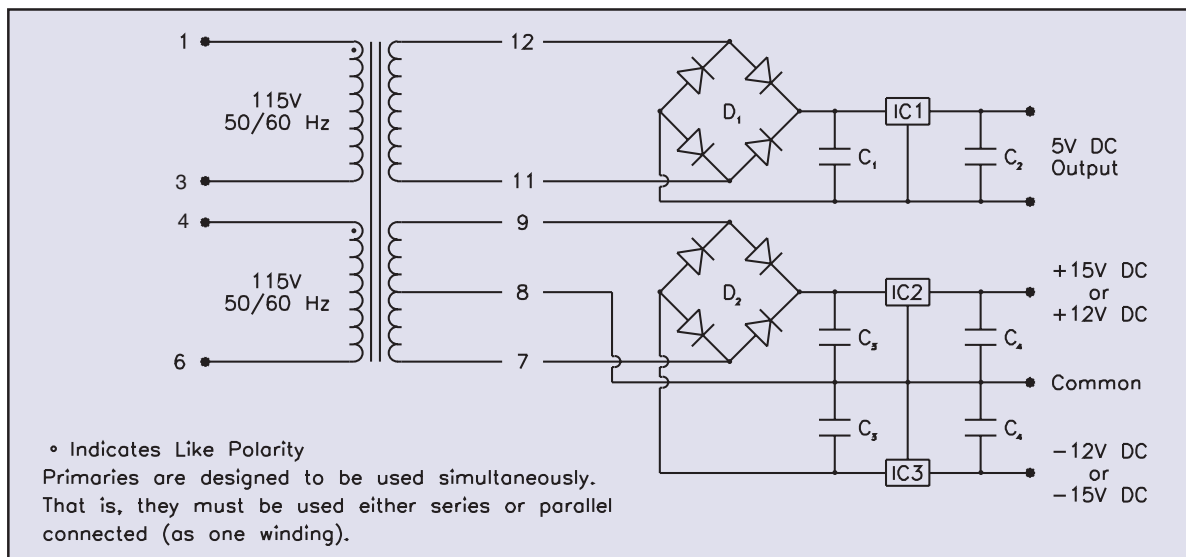 1
12
115V
50/60 Hz
D₁
IC1
C₁
C₂
5V DC
Output
3
11
4
9
115V
50/60 Hz
8
D₂
IC2
+15V DC
or
+12V DC
C₃
C₄
6
7
Common
C₃
C₄
IC3
−12V DC
or
−15V DC
° Indicates Like Polarity
Primaries are designed to be used simultaneously.
That is, they must be used either series or parallel
connected (as one winding).